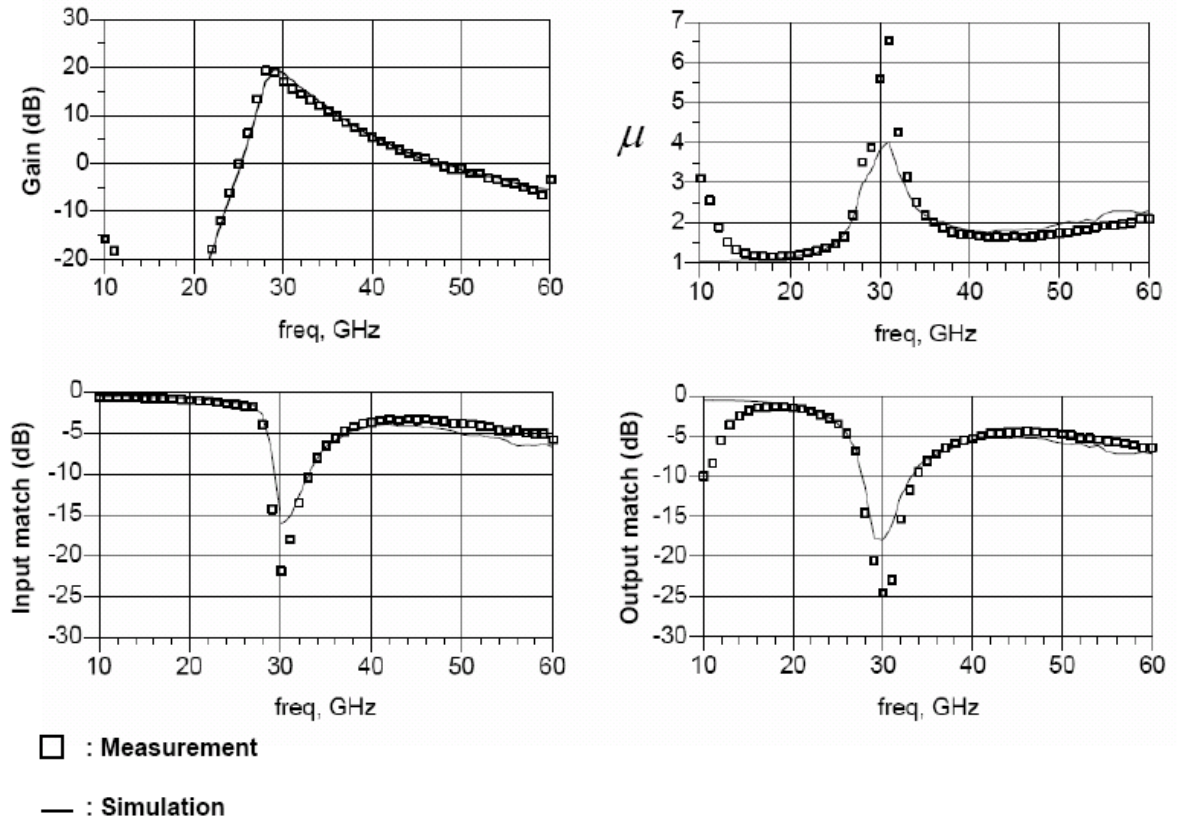 30
20
10
0
-10
-20
10 20 30 40 50 60
Gain (dB)
freq, GHz
7
6
5
4
3
2
1
10 20 30 40 50 60
μ
freq, GHz
0
-5
-10
-15
-20
-25
-30
10 20 30 40 50 60
Input match (dB)
freq, GHz
0
-5
-10
-15
-20
-25
-30
10 20 30 40 50 60
Output match (dB)
freq, GHz
: Measurement
: Simulation